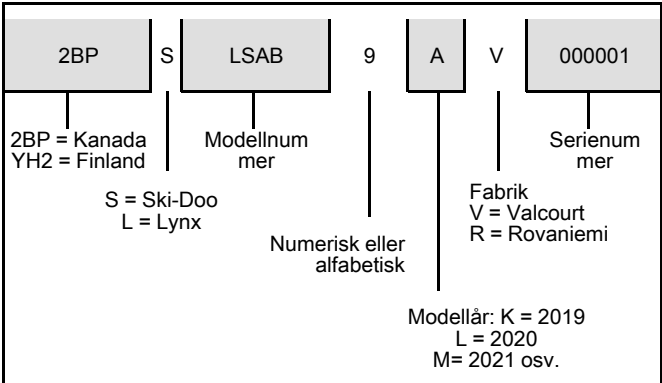 2BP S LSAB 9 A V 000001
2BP = Kanada
YH2 = Finland
Modellnum
mer
Serienum
mer
S = Ski-Doo
L = Lynx
Fabrik
V = Valcourt
R = Rovaniemi
Numerisk eller
alfabetisk
Modellår: K = 2019
L = 2020
M= 2021 osv.